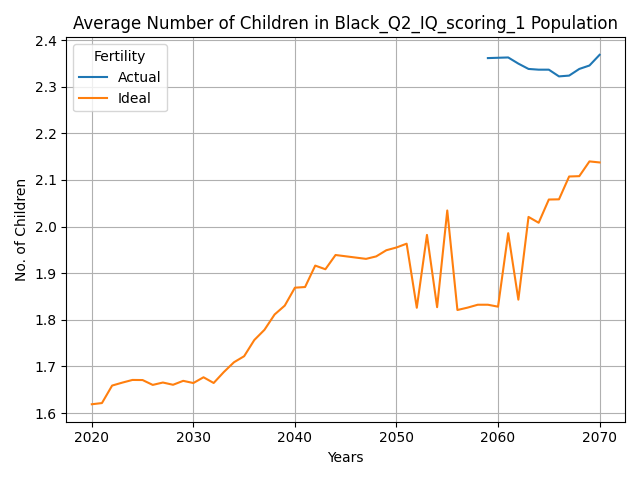 Average Number of Children in Black_Q2_IQ_scoring_1 Population
Fertility
Actual
Ideal
No. of Children
2.4
2.3
2.2
2.1
2.0
1.9
1.8
1.7
1.6
2020 2030 2040 2050 2060 2070
Years